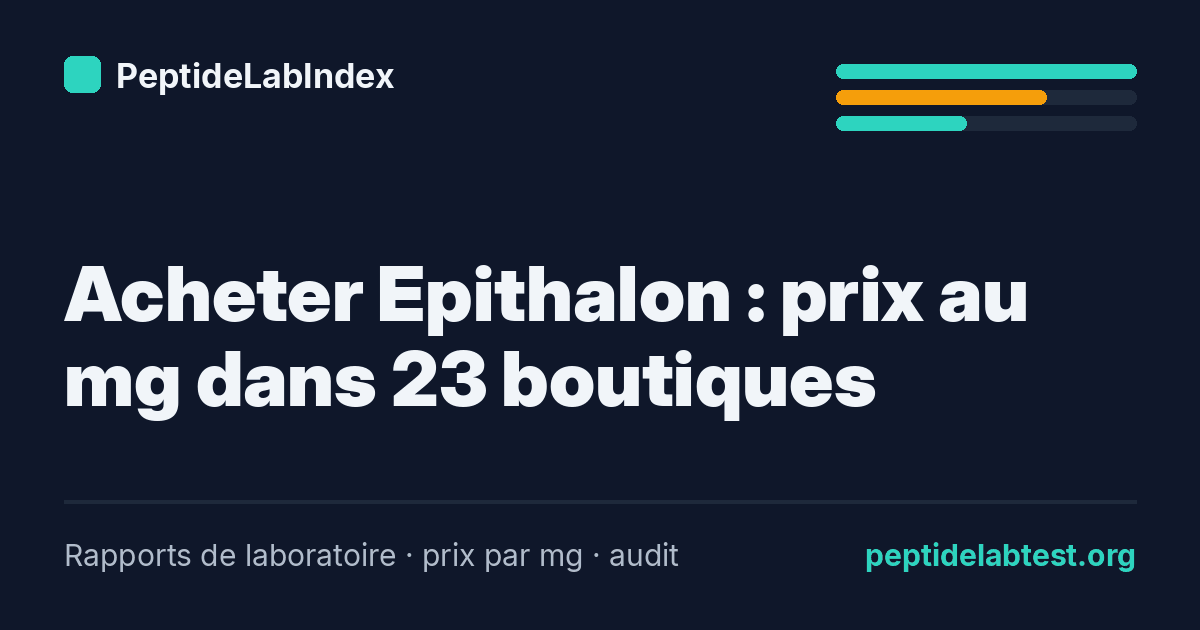 PeptideLabIndex
Acheter Epithalon : prix au
mg dans 23 boutiques
Rapports de laboratoire · prix par mg · audit
peptidelabtest.org